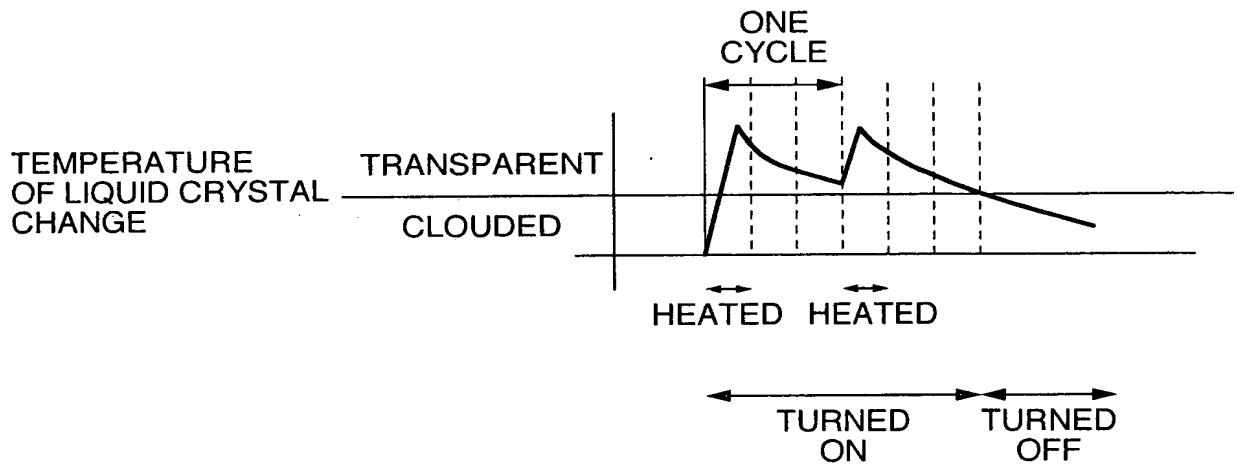 ONE
CYCLE
TEMPERATURE
OF LIQUID CRYSTAL
CHANGE
TRANSPARENT
CLOUDED
HEATED HEATED
TURNED
ON
TURNED
OFF